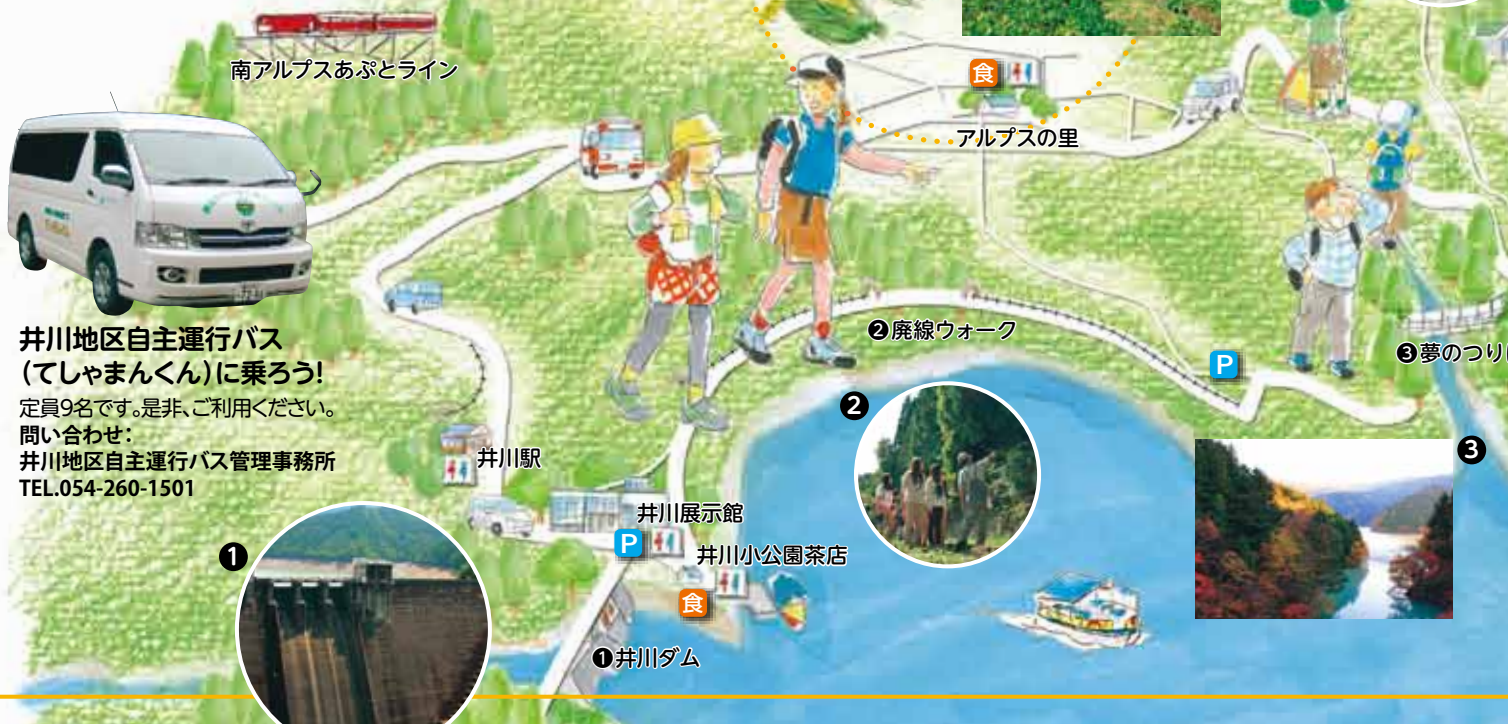 南アルプスあぷとライン
食
アルプスの里
井川地区自主運行バス
(てしゃまんくん)に乗ろう!
定員9名です。是非、ご利用ください。
問い合わせ:
井川地区自主運行バス管理事務所
TEL.054-260-1501
❷廃線ウォーク
P
❸夢のつり
❷
❸
井川駅
井川展示館
P
井川小公園茶店
食
❶
❶井川ダム